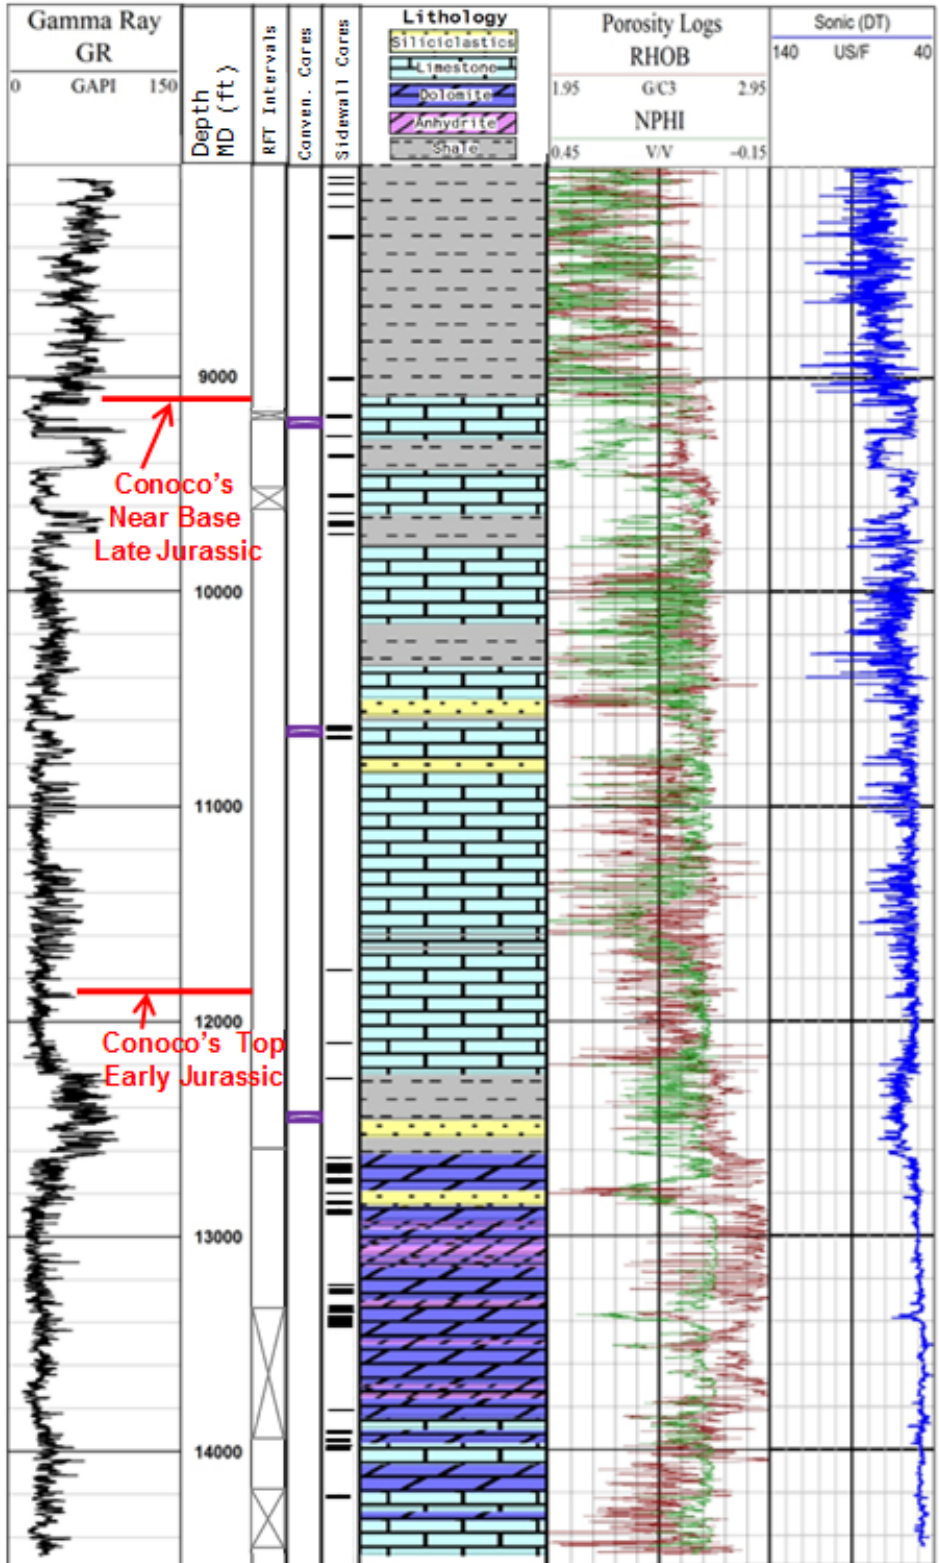 Gamma Ray
GR
0 GAPI 150
Depth
MD (ft)
RFT Intervals
Conven. Cores
Sidewall Cores
Lithology
Siliciclastics
Limestone
Dolomite
Anhydrite
Shale
Porosity Logs
RHOB
1.95 G/C3 2.95
NPHI
0.45 V/V -0.15
Sonic (DT)
140 US/F 40
9000
Conoco's
Near Base
Late Jurassic
10000
11000
12000
Conoco's Top
Early Jurassic
13000
14000